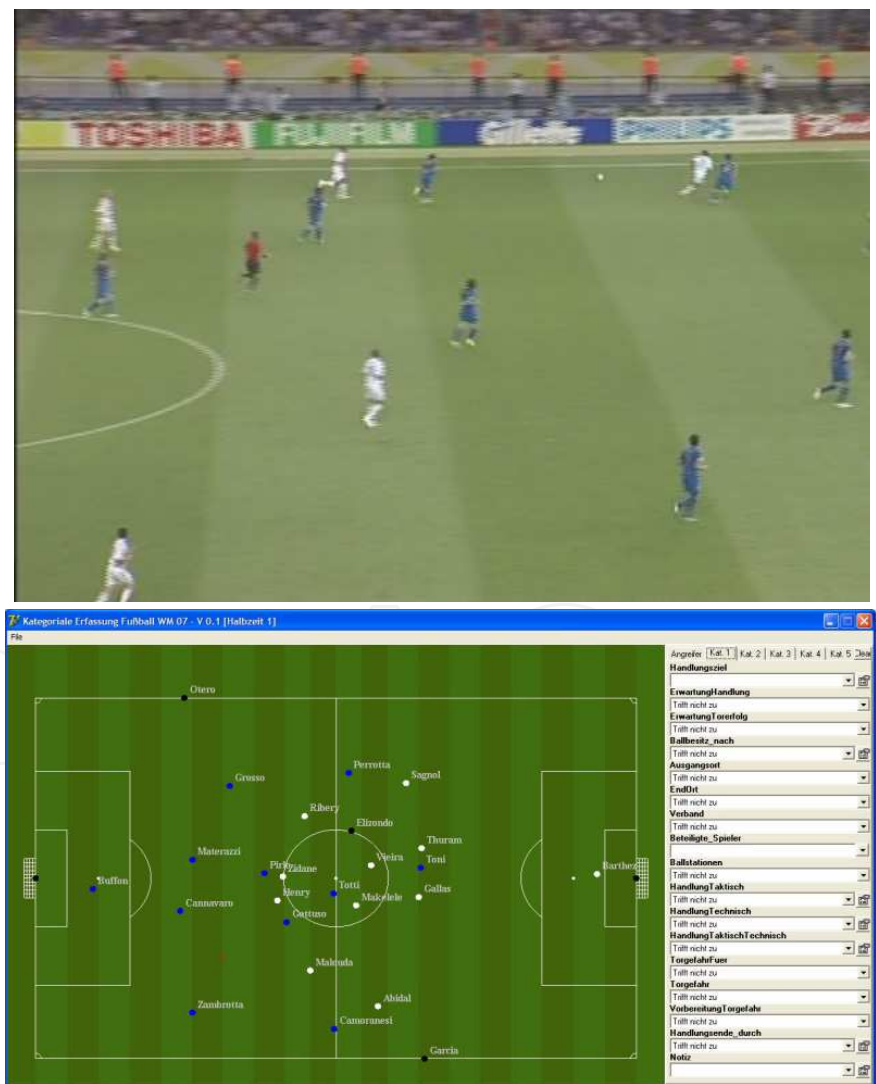 TOSHIBA FUJIFILM Gillette PHILIPS
Kategoriale Erfassung Fußball WM 07 - V 0.1 [Halbzeit 1]
File
Otero
Grosso
Perrotta
Sagnol
Ribery
Elizondo
Materazzi
Thuram
Pirlo
Zidane
Vieira
Toni
Barthez
Buffon
Henry
Totti
Gallas
Cannavaro
Makelele
Gattuso
Malouda
Zambrotta
Abidal
Camoranesi
Garcia
Angreifer Kat. 1 Kat. 2 Kat. 3 Kat. 4 Kat. 5
Handlungsziel
ErwartungHandlung
Trifft nicht zu
ErwartungTorerfolg
Trifft nicht zu
Ballbesitz_nach
Trifft nicht zu
Ausgangsort
Trifft nicht zu
EndOrt
Trifft nicht zu
Verband
Trifft nicht zu
Beteiligte_Spieler
Ballstationen
Trifft nicht zu
HandlungTaktisch
Trifft nicht zu
HandlungTechnisch
Trifft nicht zu
HandlungTaktischTechnisch
Trifft nicht zu
TorgefahrFuer
Trifft nicht zu
Torgefahr
Trifft nicht zu
VorbereitungTorgefahr
Trifft nicht zu
Handlungsende_durch
Trifft nicht zu
Notiz